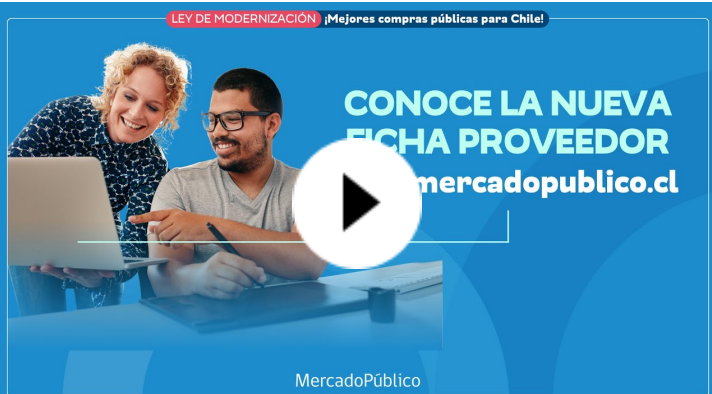 LEY DE MODERNIZACIÓN ¡Mejores compras públicas para Chile!
CONOCE LA NUEVA
FICHA PROVEEDOR
mercadopublico.cl
MercadoPúblico